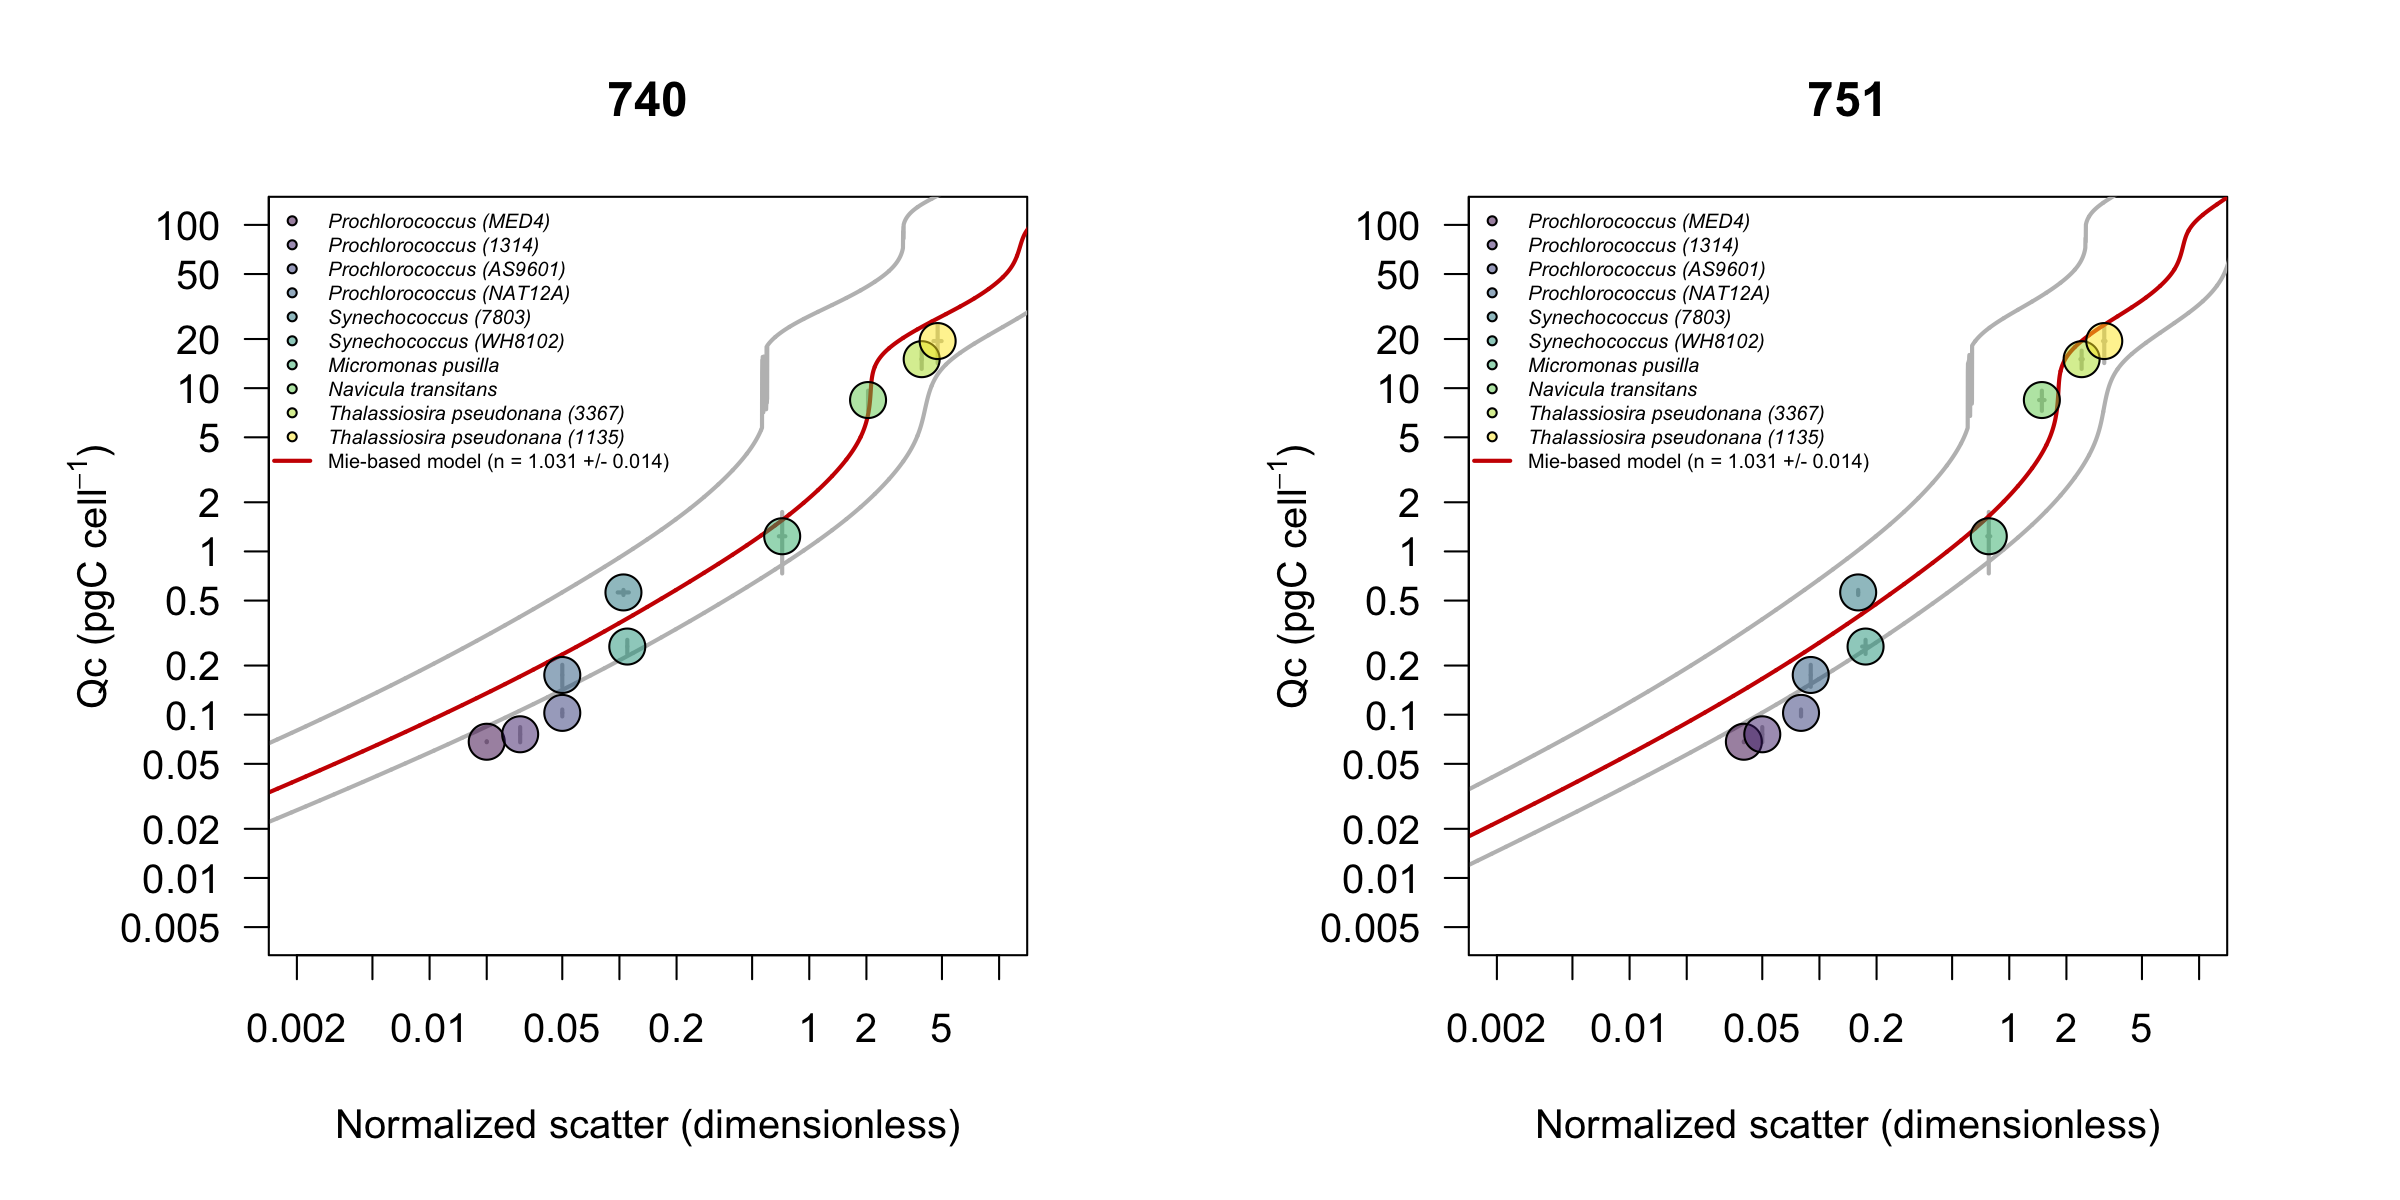 740
100
50
20
10
5
2
1
0.5
0.2
0.1
0.05
0.02
0.01
0.005
Qc (pgC cell⁻¹)
Prochlorococcus (MED4)
Prochlorococcus (1314)
Prochlorococcus (AS9601)
Prochlorococcus (NAT12A)
Synechococcus (7803)
Synechococcus (WH8102)
Micromonas pusilla
Navicula transitans
Thalassiosira pseudonana (3367)
Thalassiosira pseudonana (1135)
Mie-based model (n = 1.031 +/- 0.014)
0.002 0.01 0.05 0.2 1 2 5
Normalized scatter (dimensionless)
751
100
50
20
10
5
2
1
0.5
0.2
0.1
0.05
0.02
0.01
0.005
Qc (pgC cell⁻¹)
Prochlorococcus (MED4)
Prochlorococcus (1314)
Prochlorococcus (AS9601)
Prochlorococcus (NAT12A)
Synechococcus (7803)
Synechococcus (WH8102)
Micromonas pusilla
Navicula transitans
Thalassiosira pseudonana (3367)
Thalassiosira pseudonana (1135)
Mie-based model (n = 1.031 +/- 0.014)
0.002 0.01 0.05 0.2 1 2 5
Normalized scatter (dimensionless)